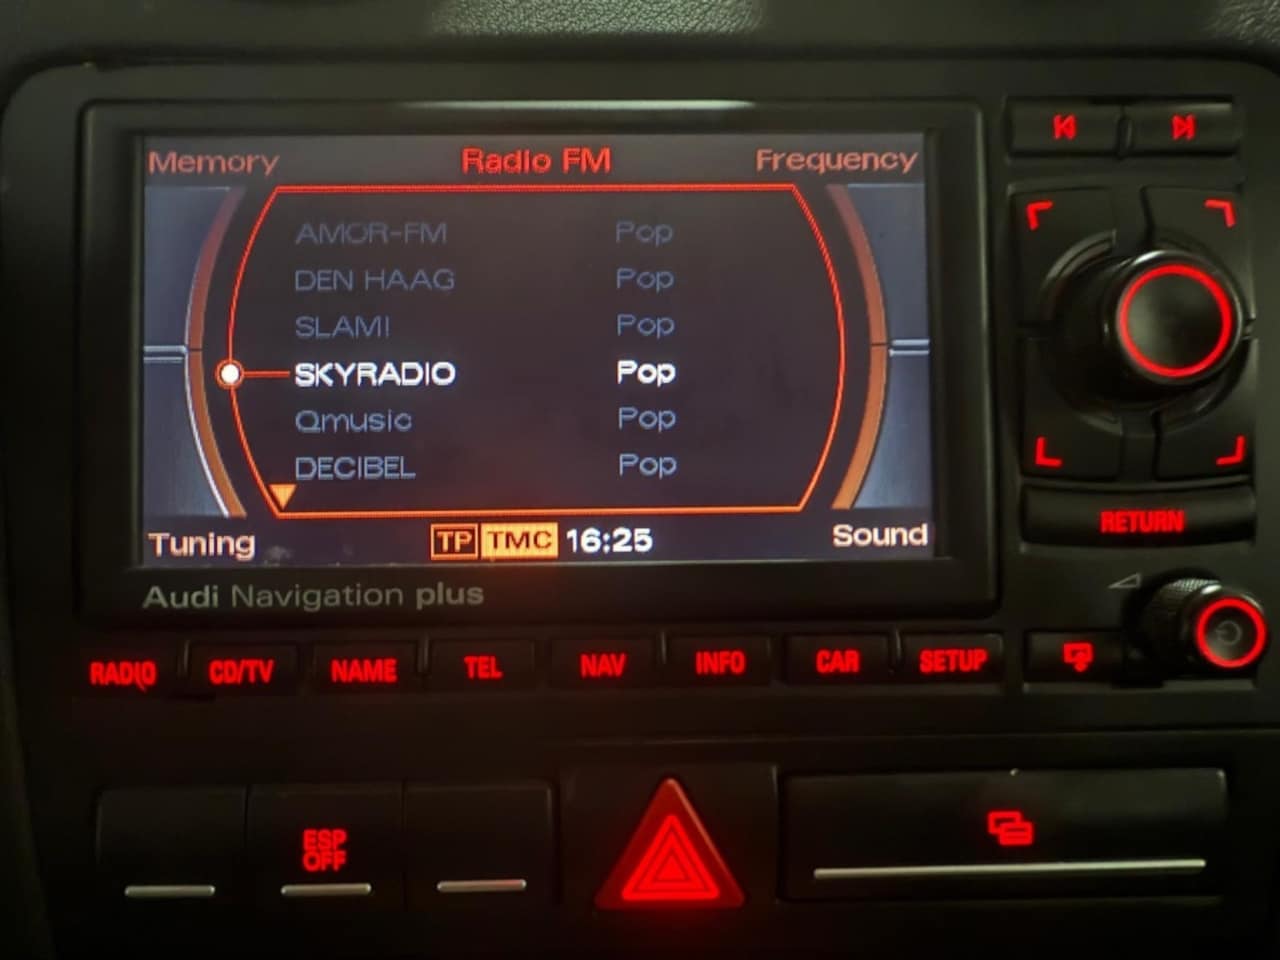 Memory Radio FM Frequency
AMOR-FM Pop
DEN HAAG Pop
SLAM! Pop
SKYRADIO Pop
Qmusic Pop
DECIBEL Pop
Tuning TP TMC 16:25 Sound
Audi Navigation plus
RETURN
RADIO CD/TV NAME TEL NAV INFO CAR SETUP
ESP
OFF